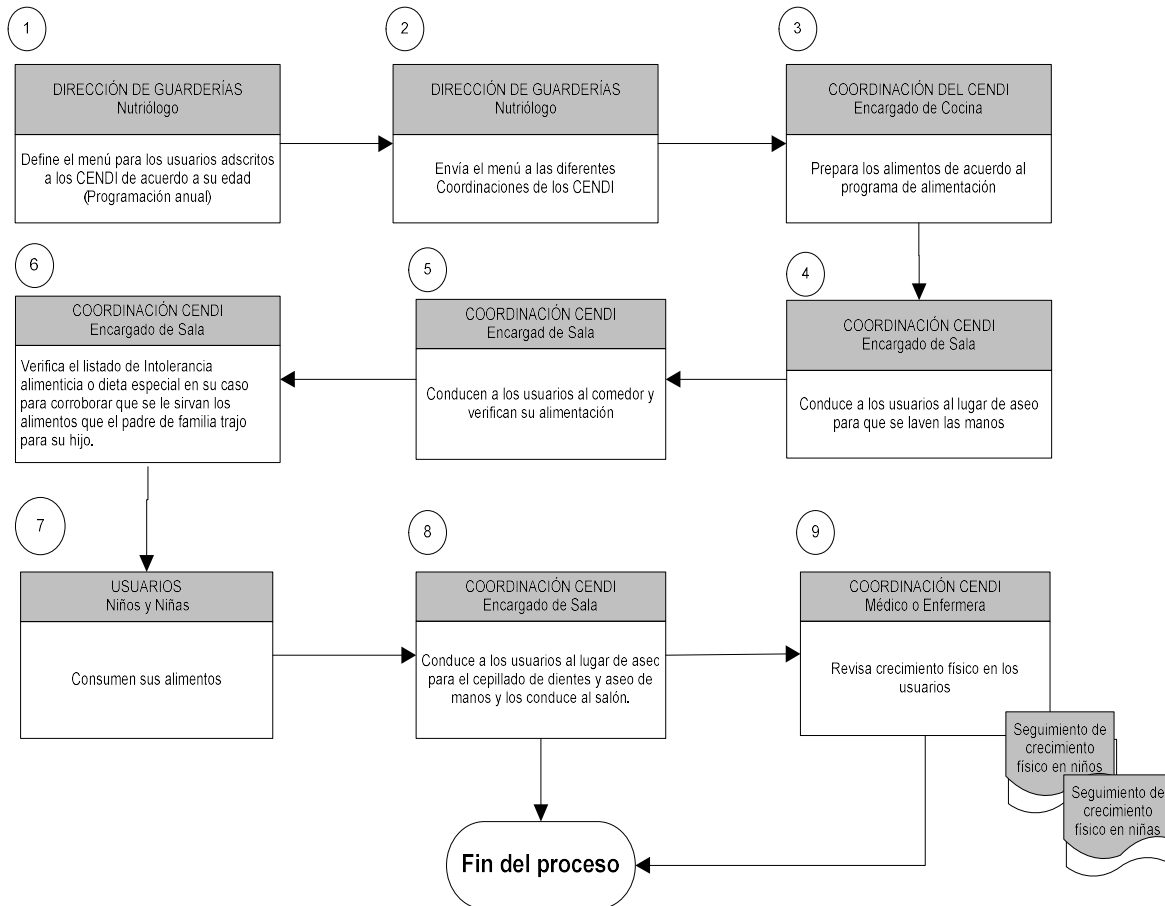 1
2
3
DIRECCIÓN DE GUARDERÍAS
Nutriólogo
Define el menú para los usuarios adscritos
a los CENDI de acuerdo a su edad
(Programación anual)
DIRECCIÓN DE GUARDERÍAS
Nutriólogo
Envía el menú a las diferentes
Coordinaciones de los CENDI
COORDINACIÓN DEL CENDI
Encargado de Cocina
Prepara los alimentos de acuerdo al
programa de alimentación
4
COORDINACIÓN CENDI
Encargado de Sala
Conduce a los usuarios al lugar de aseo
para que se laven las manos
5
COORDINACIÓN CENDI
Encargad de Sala
Conducen a los usuarios al comedor y
verifican su alimentación
6
COORDINACIÓN CENDI
Encargado de Sala
Verifica el listado de Intolerancia
alimenticia o dieta especial en su caso
para corroborar que se le sirvan los
alimentos que el padre de familia trajo
para su hijo.
7
USUARIOS
Niños y Niñas
Consumen sus alimentos
8
COORDINACIÓN CENDI
Encargado de Sala
Conduce a los usuarios al lugar de aseo
para el cepillado de dientes y aseo de
manos y los conduce al salón.
9
COORDINACIÓN CENDI
Médico o Enfermera
Revisa crecimiento físico en los
usuarios
Seguimiento de
crecimiento
físico en niños
Seguimiento de
crecimiento
físico en niñas
Fin del proceso